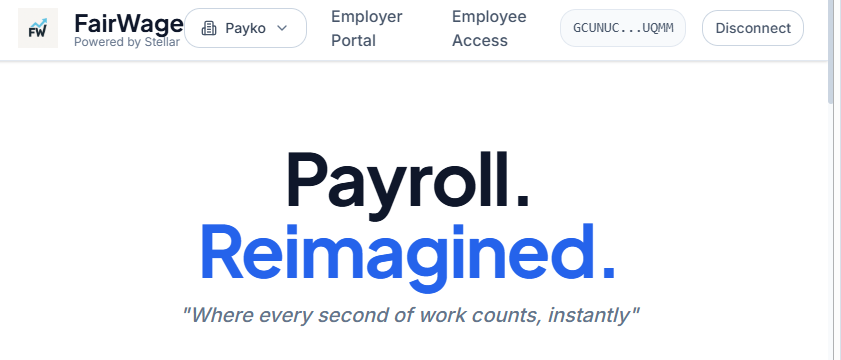 FW
FairWage
Powered by Stellar
Payko
Employer
Portal
Employee
Access
GCUNUC...UQMM
Disconnect
Payroll.
Reimagined.
"Where every second of work counts, instantly"